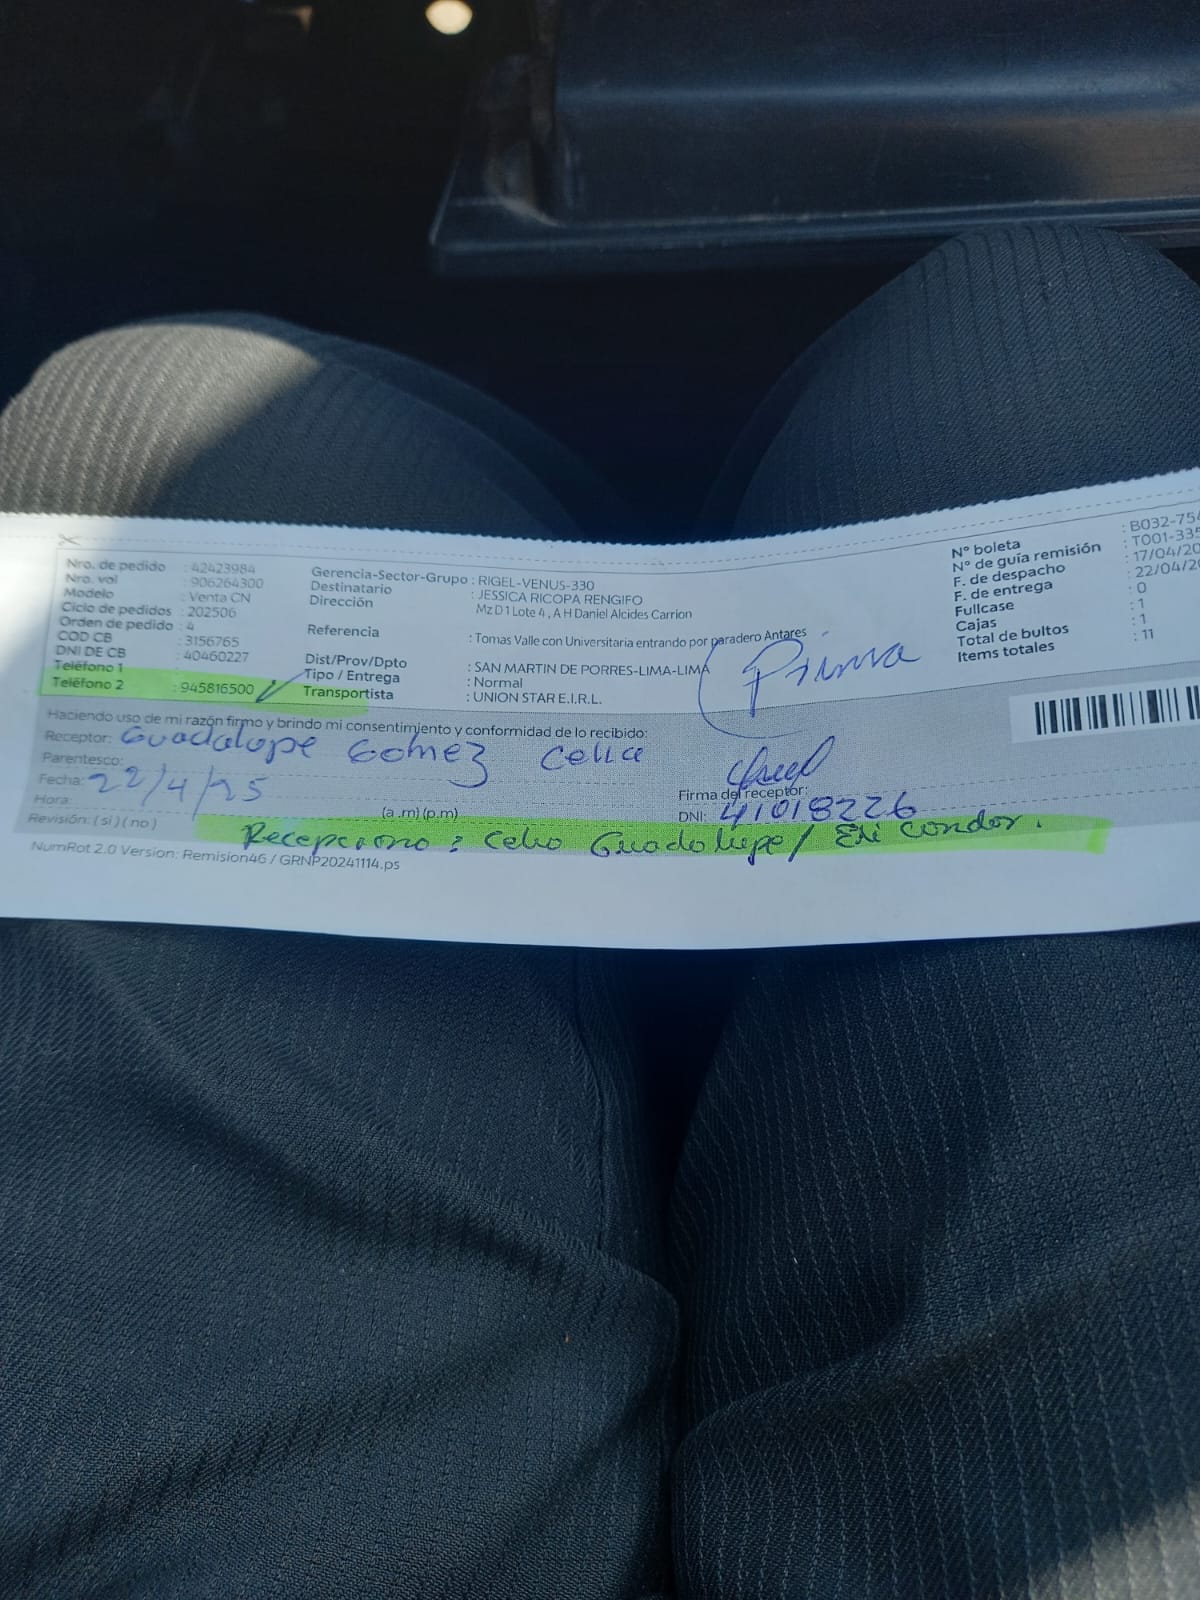 Nro. de pedido : 42423984
Nro. vol : 906264300
Modelo : Venta CN
Ciclo de pedidos : 202506
Orden de pedido : 4
COD CB : 3156765
DNI DE CB : 40460227
Teléfono 1
Teléfono 2 : 945816500
Gerencia-Sector-Grupo : RIGEL-VENUS-330
Destinatario : JESSICA RICOPA RENGIFO
Dirección Mz D1 Lote 4 , A H Daniel Alcides Carrion
Referencia : Tomas Valle con Universitaria entrando por paradero Antares
Dist/Prov/Dpto : SAN MARTIN DE PORRES-LIMA-LIMA
Tipo / Entrega : Normal
Transportista : UNION STAR E.I.R.L.
Prima
N° boleta : B032-754
N° de guía remisión : T001-335
F. de despacho : 17/04/20
F. de entrega : 22/04/20
Fullcase : 0
Cajas : 1
Total de bultos : 1
Items totales : 11
Haciendo uso de mi razón firmo y brindo mi consentimiento y conformidad de lo recibido:
Receptor: Guadalupe Gomez Celia
Parentesco:
Fecha: 22/4/25
Firma del receptor:
Hora: (a .m) (p.m)
DNI: 41018226
Revisión: ( si ) ( no )
Recepciono : Celia Guadalupe / Eli Condor.
NumRot 2.0 Version: Remision46 / GRNP20241114.ps